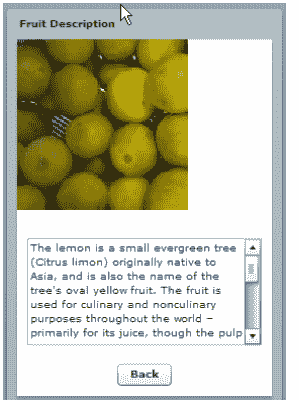 Fruit Description
The lemon is a small evergreen tree
(Citrus limon) originally native to
Asia, and is also the name of the
tree's oval yellow fruit. The fruit is
used for culinary and nonculinary
purposes throughout the world –
primarily for its juice, though the pulp
Back